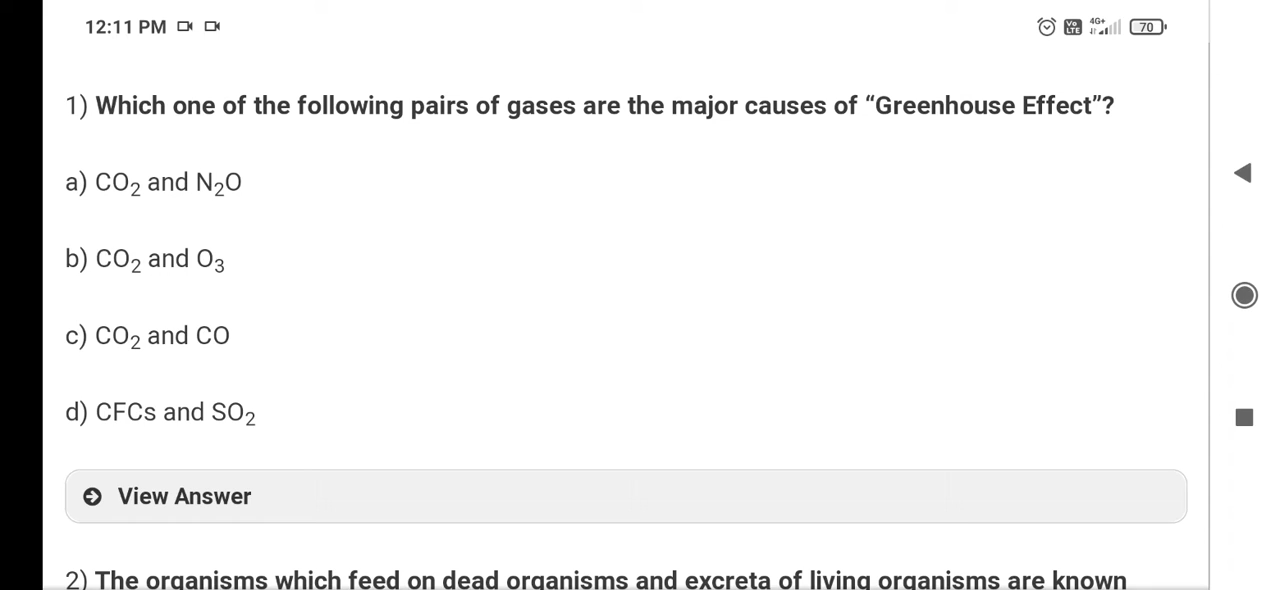 12:11 PM
Vo LTE 4G+ 70
1) Which one of the following pairs of gases are the major causes of “Greenhouse Effect”?
a) CO₂ and N₂O
b) CO₂ and O₃
c) CO₂ and CO
d) CFCs and SO₂
View Answer
2) The organisms which feed on dead organisms and excreta of living organisms are known